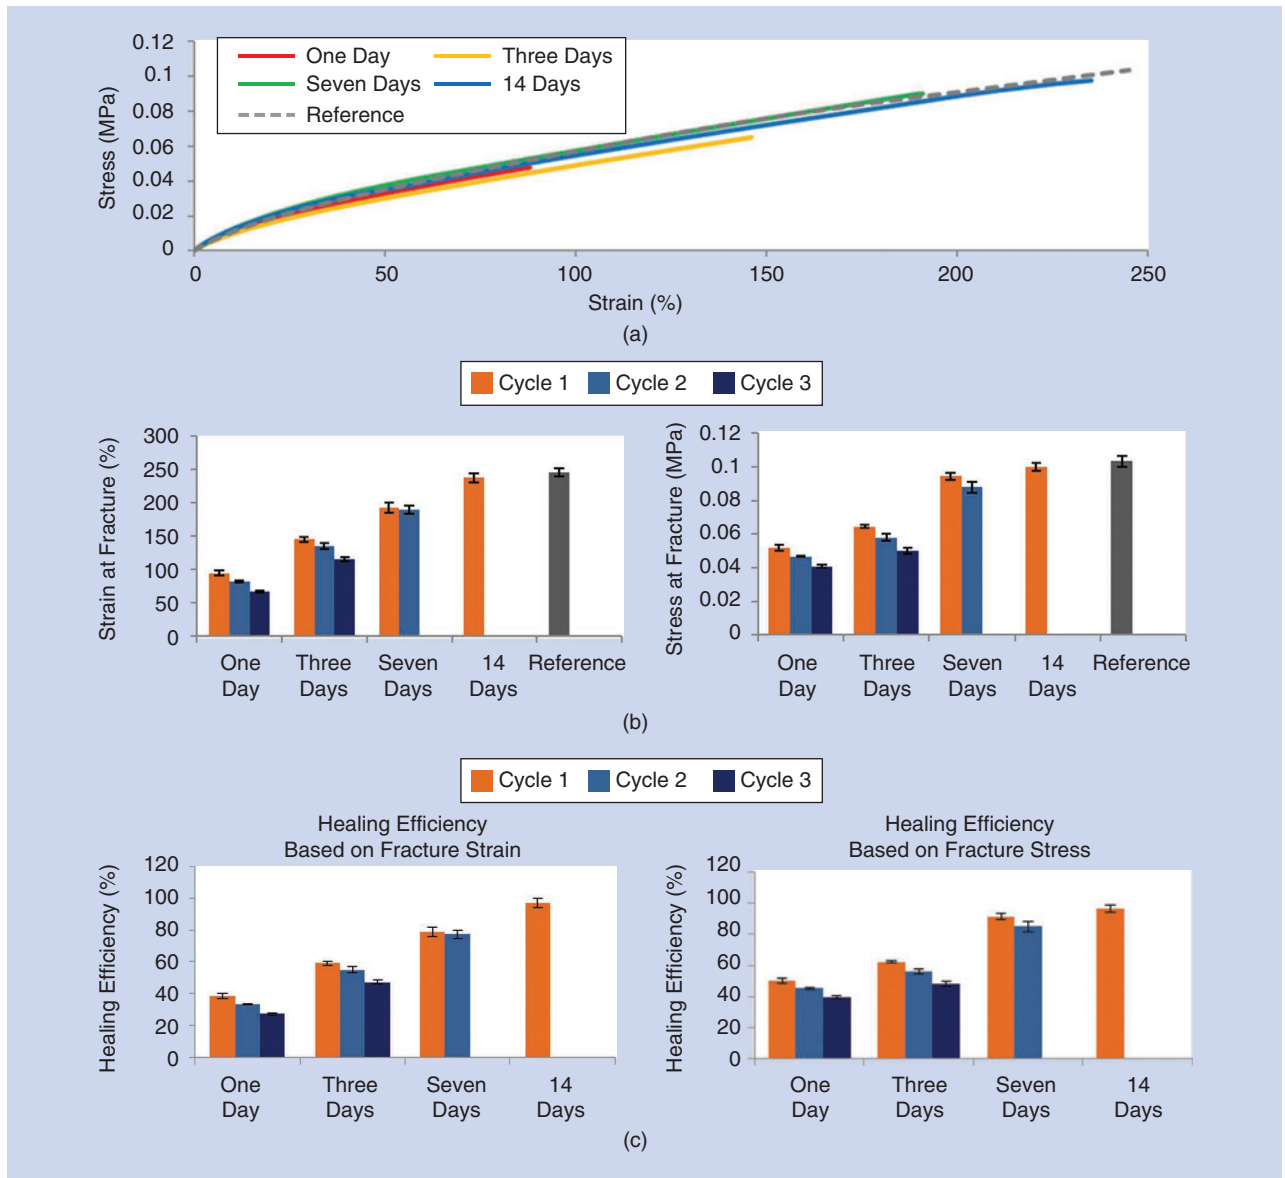 0.12
0.1
0.08
0.06
0.04
0.02
0
Stress (MPa)
One Day
Three Days
Seven Days
14 Days
Reference
0 50 100 150 200 250
Strain (%)
(a)
Cycle 1 Cycle 2 Cycle 3
300
250
200
150
100
50
0
Strain at Fracture (%)
One Day
Three Days
Seven Days
14 Days
Reference
0.12
0.1
0.08
0.06
0.04
0.02
0
Stress at Fracture (MPa)
One Day
Three Days
Seven Days
14 Days
Reference
(b)
Cycle 1 Cycle 2 Cycle 3
Healing Efficiency
Based on Fracture Strain
120
100
80
60
40
20
0
Healing Efficiency (%)
One Day
Three Days
Seven Days
14 Days
Healing Efficiency
Based on Fracture Stress
120
100
80
60
40
20
0
Healing Efficiency (%)
One Day
Three Days
Seven Days
14 Days
(c)